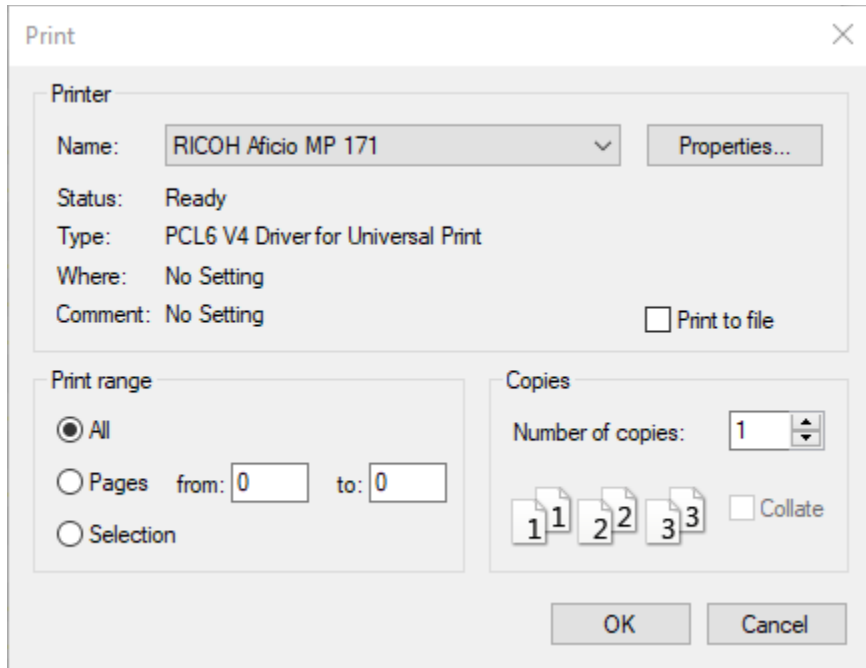 Print
Printer
Name: RICOH Aficio MP 171 Properties...
Status: Ready
Type: PCL6 V4 Driver for Universal Print
Where: No Setting
Comment: No Setting
Print to file
Print range
All
Pages from: 0 to: 0
Selection
Copies
Number of copies: 1
1 1 2 2 3 3 Collate
OK Cancel